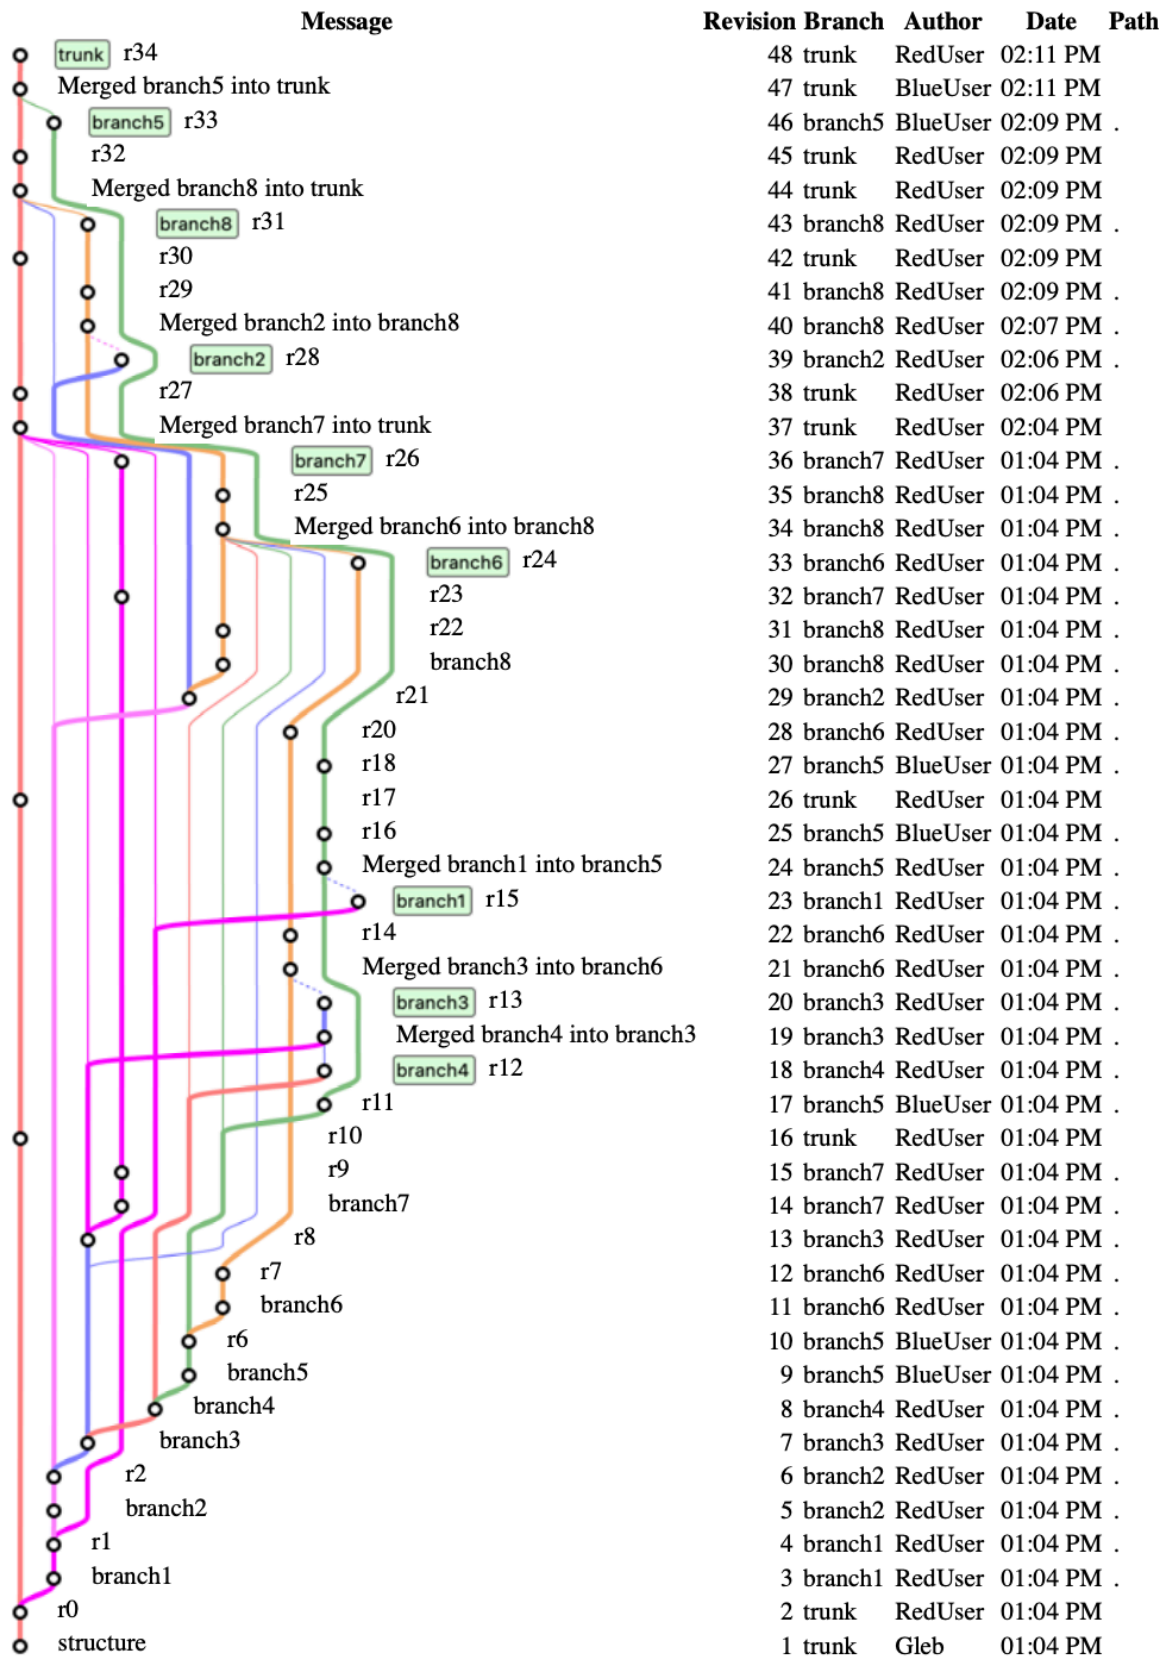 Message Revision Branch Author Date Path
trunk r34 48 trunk RedUser 02:11 PM
Merged branch5 into trunk 47 trunk BlueUser 02:11 PM
branch5 r33 46 branch5 BlueUser 02:09 PM .
r32 45 trunk RedUser 02:09 PM
Merged branch8 into trunk 44 trunk RedUser 02:09 PM
branch8 r31 43 branch8 RedUser 02:09 PM .
r30 42 trunk RedUser 02:09 PM
r29 41 branch8 RedUser 02:09 PM .
Merged branch2 into branch8 40 branch8 RedUser 02:07 PM .
branch2 r28 39 branch2 RedUser 02:06 PM .
r27 38 trunk RedUser 02:06 PM
Merged branch7 into trunk 37 trunk RedUser 02:04 PM
branch7 r26 36 branch7 RedUser 01:04 PM .
r25 35 branch8 RedUser 01:04 PM .
Merged branch6 into branch8 34 branch8 RedUser 01:04 PM .
branch6 r24 33 branch6 RedUser 01:04 PM .
r23 32 branch7 RedUser 01:04 PM .
r22 31 branch8 RedUser 01:04 PM .
branch8 30 branch8 RedUser 01:04 PM .
r21 29 branch2 RedUser 01:04 PM .
r20 28 branch6 RedUser 01:04 PM .
r18 27 branch5 BlueUser 01:04 PM .
r17 26 trunk RedUser 01:04 PM
r16 25 branch5 BlueUser 01:04 PM .
Merged branch1 into branch5 24 branch5 RedUser 01:04 PM .
branch1 r15 23 branch1 RedUser 01:04 PM .
r14 22 branch6 RedUser 01:04 PM .
Merged branch3 into branch6 21 branch6 RedUser 01:04 PM .
branch3 r13 20 branch3 RedUser 01:04 PM .
Merged branch4 into branch3 19 branch3 RedUser 01:04 PM .
branch4 r12 18 branch4 RedUser 01:04 PM .
r11 17 branch5 BlueUser 01:04 PM .
r10 16 trunk RedUser 01:04 PM
r9 15 branch7 RedUser 01:04 PM .
branch7 14 branch7 RedUser 01:04 PM .
r8 13 branch3 RedUser 01:04 PM .
r7 12 branch6 RedUser 01:04 PM .
branch6 11 branch6 RedUser 01:04 PM .
r6 10 branch5 BlueUser 01:04 PM .
branch5 9 branch5 BlueUser 01:04 PM .
branch4 8 branch4 RedUser 01:04 PM .
branch3 7 branch3 RedUser 01:04 PM .
r2 6 branch2 RedUser 01:04 PM .
branch2 5 branch2 RedUser 01:04 PM .
r1 4 branch1 RedUser 01:04 PM .
branch1 3 branch1 RedUser 01:04 PM .
r0 2 trunk RedUser 01:04 PM
structure 1 trunk Gleb 01:04 PM